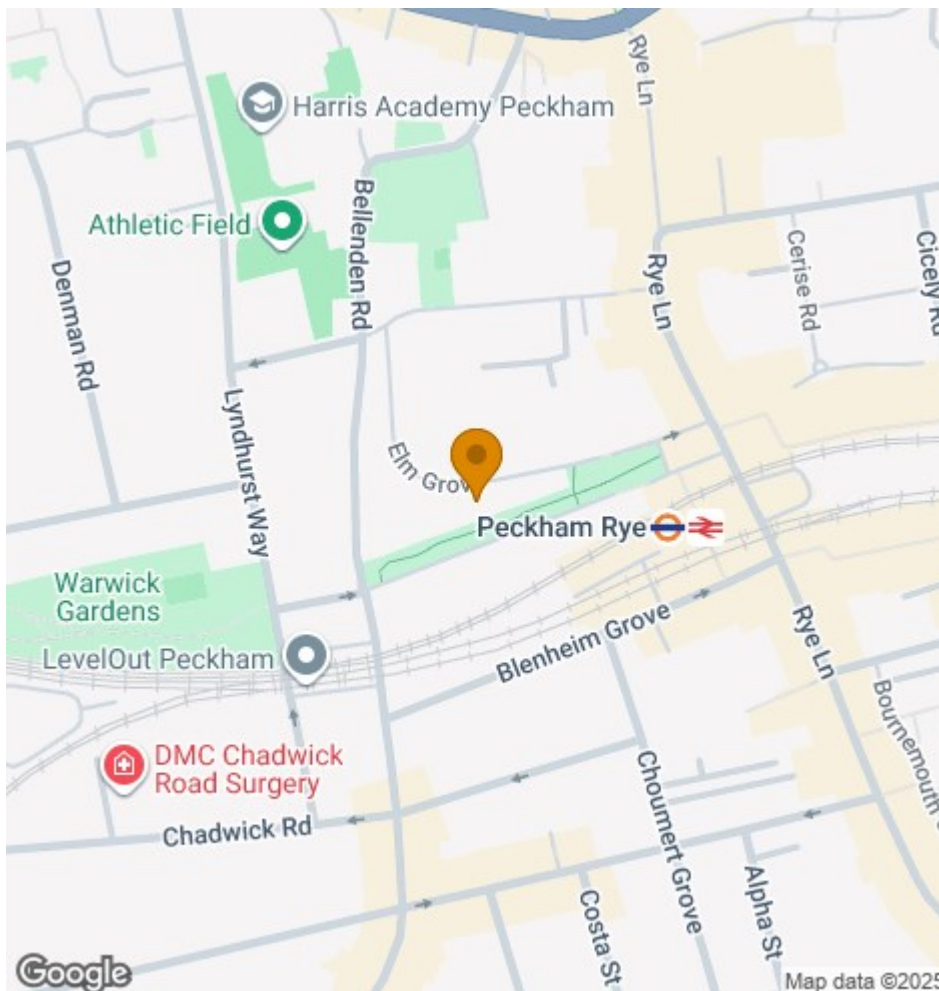 Rye Ln
Harris Academy Peckham
Athletic Field
Bellenden Rd
Rye Ln
Cerise Rd
Cicely Rd
Denman Rd
Lyndhurst Way
Elm Grove
Peckham Rye
Warwick
Gardens
LevelOut Peckham
Blenheim Grove
Rye Ln
Bournemouth
DMC Chadwick
Road Surgery
Chadwick Rd
Choumert Grove
Alpha St
Costa St
Google
Map data ©2025